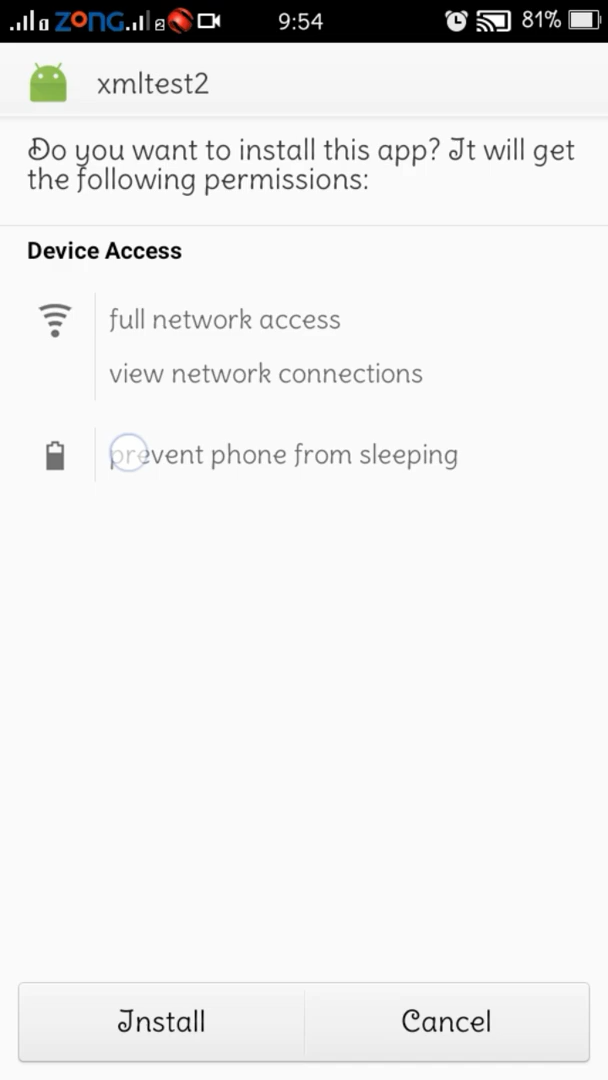 ZONG 2 9:54 81%
xmltest2
Do you want to install this app? It will get
the following permissions:
Device Access
full network access
view network connections
prevent phone from sleeping
Install Cancel